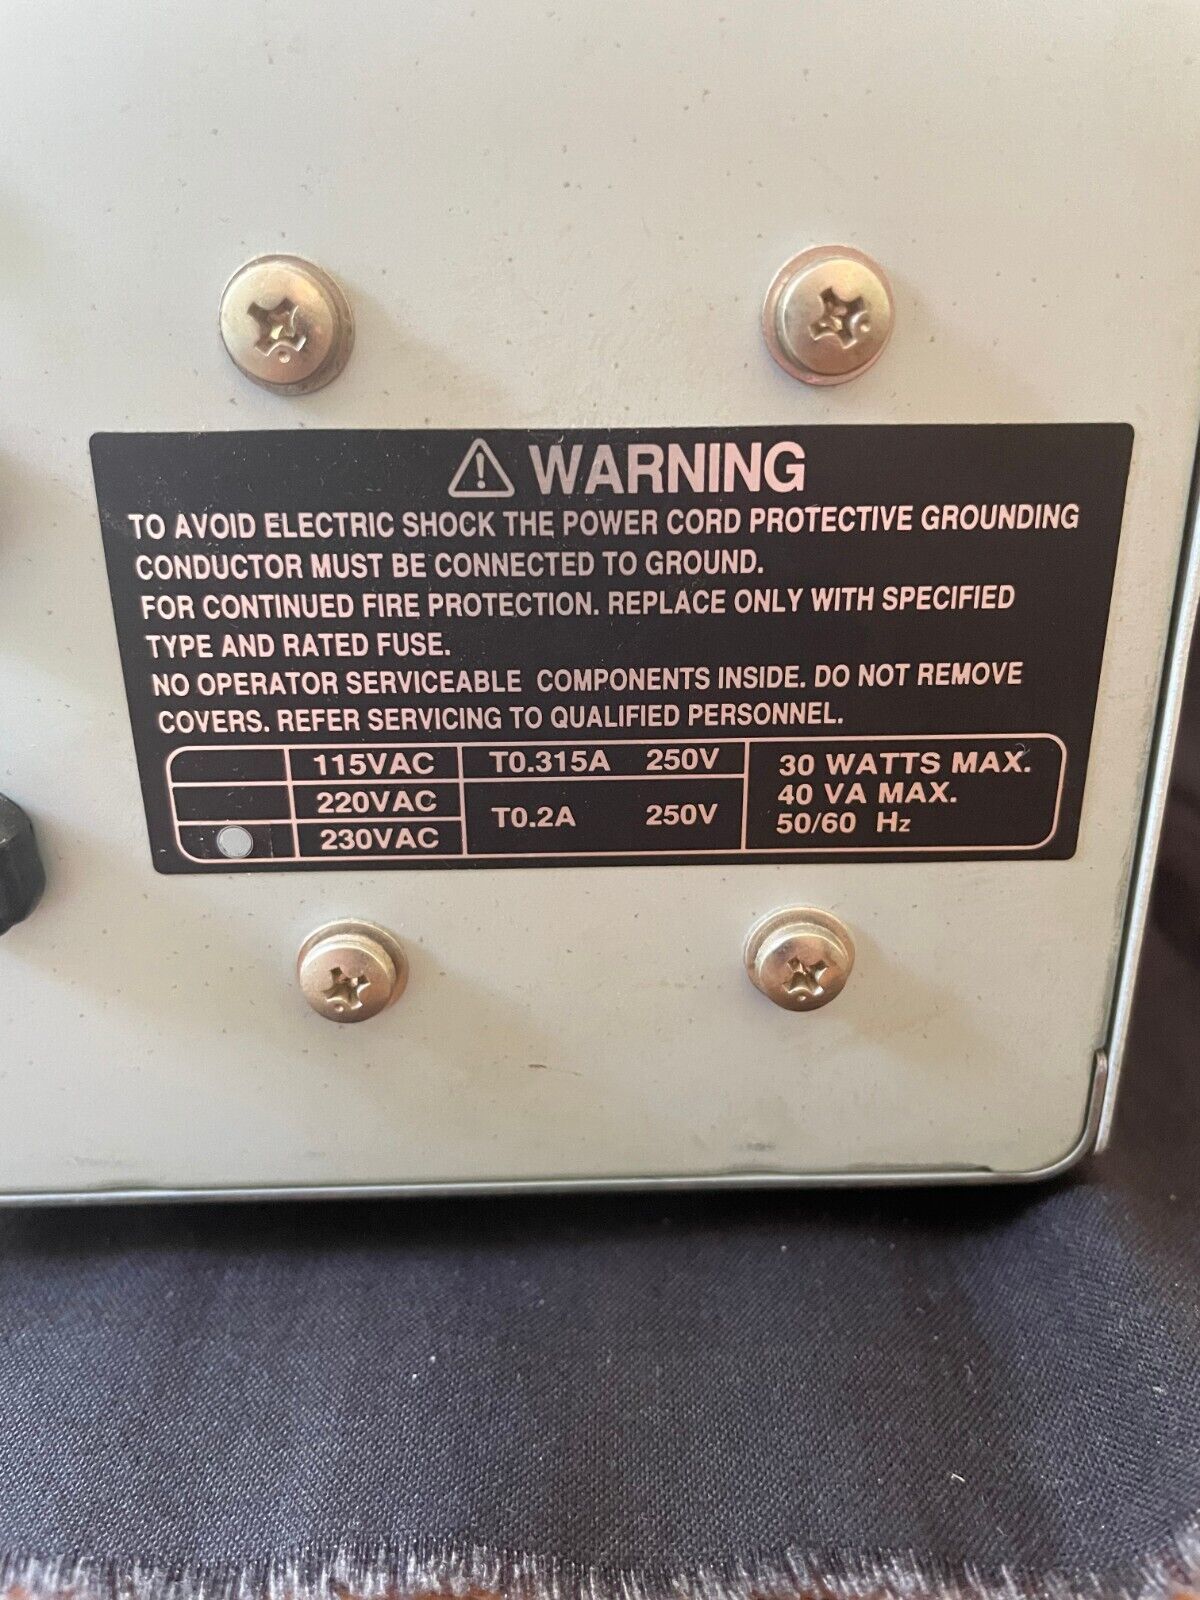 WARNING
TO AVOID ELECTRIC SHOCK THE POWER CORD PROTECTIVE GROUNDING
CONDUCTOR MUST BE CONNECTED TO GROUND.
FOR CONTINUED FIRE PROTECTION. REPLACE ONLY WITH SPECIFIED
TYPE AND RATED FUSE.
NO OPERATOR SERVICEABLE COMPONENTS INSIDE. DO NOT REMOVE
COVERS. REFER SERVICING TO QUALIFIED PERSONNEL.
115VAC T0.315A 250V 30 WATTS MAX.
220VAC 40 VA MAX.
T0.2A 250V
230VAC 50/60 Hz